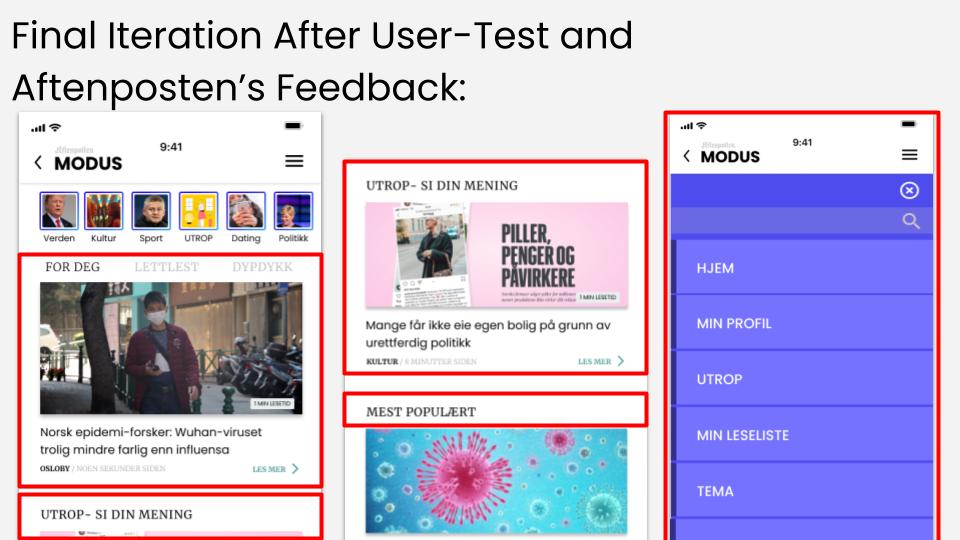 Final Iteration After User-Test and
Aftenposten's Feedback:
9:41
Aftenposten
MODUS
Verden
Kultur
Sport
UTROP
Dating
Politikk
FOR DEG
LETTLEST
DYPDYKK
1 MIN LESETID
Norsk epidemi-forsker: Wuhan-viruset
trolig mindre farlig enn influensa
OSLOBY / NOEN SEKUNDER SIDEN
LES MER
UTROP- SI DIN MENING
UTROP- SI DIN MENING
PILLER,
PENGER OG
PÅVIRKERE
1 MIN LESETID
Mange får ikke eie egen bolig på grunn av
urettferdig politikk
KULTUR / 8 MINUTTER SIDEN
LES MER
MEST POPULÆRT
9:41
Aftenposten
MODUS
HJEM
MIN PROFIL
UTROP
MIN LESELISTE
TEMA